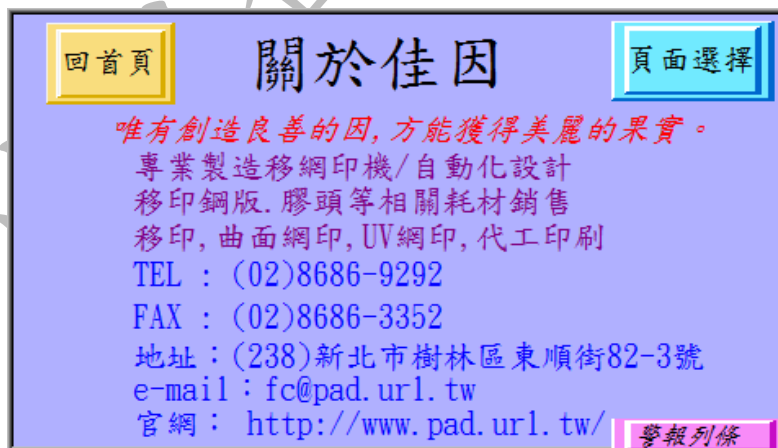 回首頁
關於佳因
頁面選擇
唯有創造良善的因,方能獲得美麗的果實。
專業製造移網印機/自動化設計
移印鋼版.膠頭等相關耗材銷售
移印,曲面網印,UV網印,代工印刷
TEL : (02)8686-9292
FAX : (02)8686-3352
地址：(238)新北市樹林區東順街82-3號
e-mail：fc@pad.url.tw
官網： http://www.pad.url.tw/
警報列條